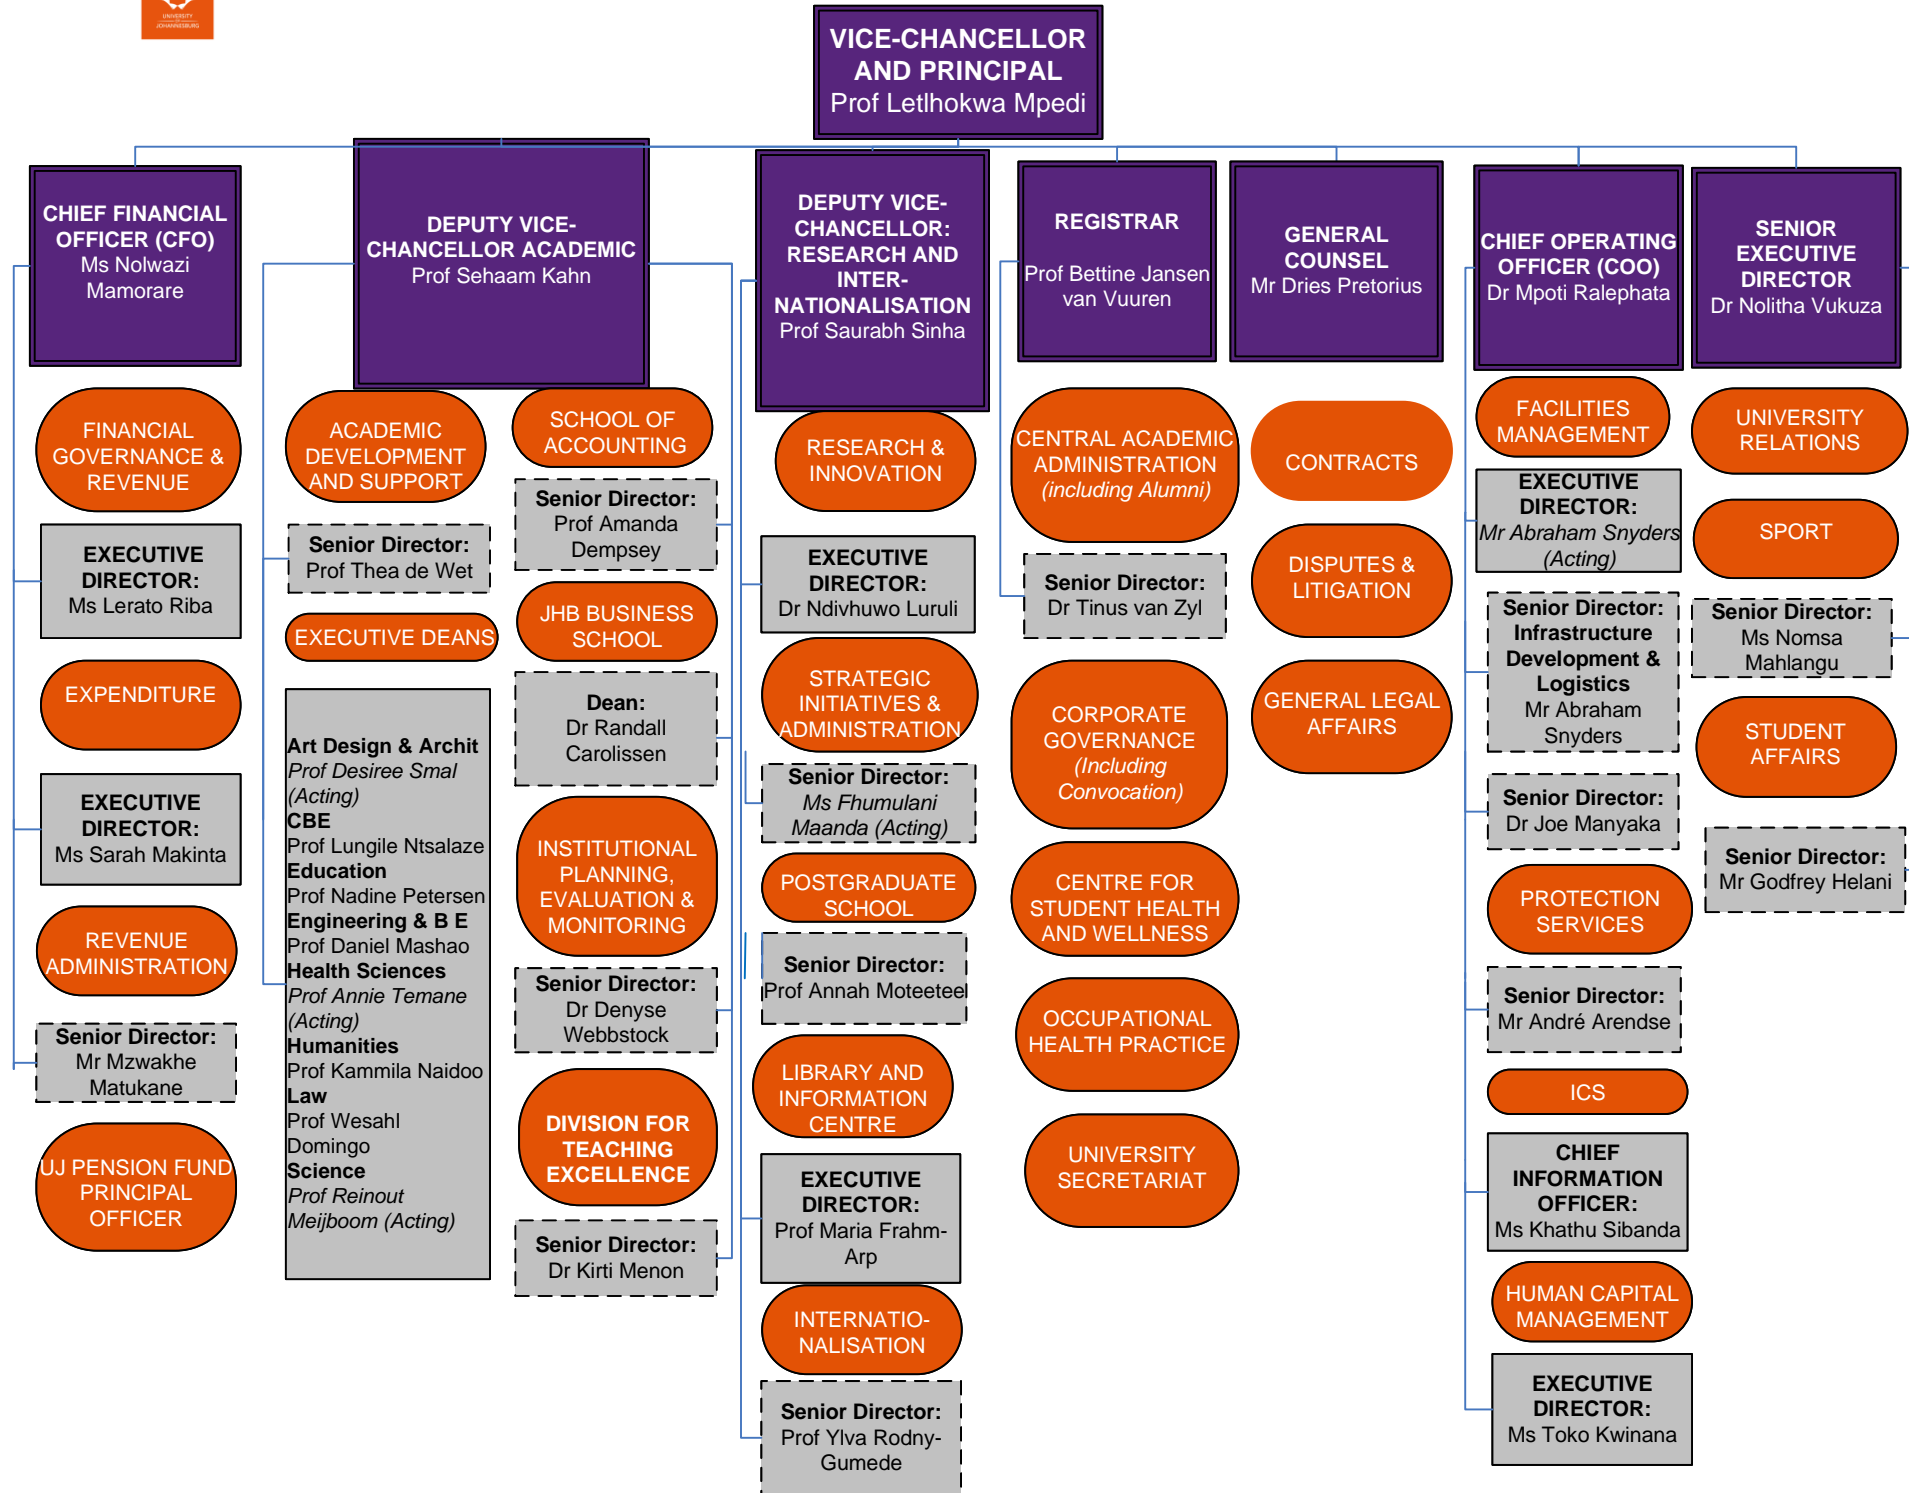 UNIVERSITY
JOHANNESBURG
VICE-CHANCELLOR
AND PRINCIPAL
Prof Letlhokwa Mpedi
CHIEF FINANCIAL
OFFICER (CFO)
Ms Nolwazi
Mamorare
FINANCIAL
GOVERNANCE &
REVENUE
EXECUTIVE
DIRECTOR:
Ms Lerato Riba
EXPENDITURE
EXECUTIVE
DIRECTOR:
Ms Sarah Makinta
REVENUE
ADMINISTRATION
Senior Director:
Mr Mzwakhe
Matukane
UJ PENSION FUND
PRINCIPAL
OFFICER
DEPUTY VICE-
CHANCELLOR ACADEMIC
Prof Sehaam Kahn
ACADEMIC
DEVELOPMENT
AND SUPPORT
Senior Director:
Prof Thea de Wet
EXECUTIVE DEANS
Art Design & Archit
Prof Desiree Smal
(Acting)
CBE
Prof Lungile Ntsalaze
Education
Prof Nadine Petersen
Engineering & B E
Prof Daniel Mashao
Health Sciences
Prof Annie Temane
(Acting)
Humanities
Prof Kammila Naidoo
Law
Prof Wesahl
Domingo
Science
Prof Reinout
Meijboom (Acting)
SCHOOL OF
ACCOUNTING
Senior Director:
Prof Amanda
Dempsey
JHB BUSINESS
SCHOOL
Dean:
Dr Randall
Carolissen
INSTITUTIONAL
PLANNING,
EVALUATION &
MONITORING
Senior Director:
Dr Denyse
Webbstock
DIVISION FOR
TEACHING
EXCELLENCE
Senior Director:
Dr Kirti Menon
DEPUTY VICE-
CHANCELLOR:
RESEARCH AND
INTER-
NATIONALISATION
Prof Saurabh Sinha
RESEARCH &
INNOVATION
EXECUTIVE
DIRECTOR:
Dr Ndivhuwo Luruli
STRATEGIC
INITIATIVES &
ADMINISTRATION
Senior Director:
Ms Fhumulani
Maanda (Acting)
POSTGRADUATE
SCHOOL
Senior Director:
Prof Annah Moteetee
LIBRARY AND
INFORMATION
CENTRE
EXECUTIVE
DIRECTOR:
Prof Maria Frahm-
Arp
INTERNATIO-
NALISATION
Senior Director:
Prof Ylva Rodny-
Gumede
REGISTRAR
Prof Bettine Jansen
van Vuuren
CENTRAL ACADEMIC
ADMINISTRATION
(including Alumni)
Senior Director:
Dr Tinus van Zyl
CORPORATE
GOVERNANCE
(Including
Convocation)
CENTRE FOR
STUDENT HEALTH
AND WELLNESS
OCCUPATIONAL
HEALTH PRACTICE
UNIVERSITY
SECRETARIAT
GENERAL
COUNSEL
Mr Dries Pretorius
CONTRACTS
DISPUTES &
LITIGATION
GENERAL LEGAL
AFFAIRS
CHIEF OPERATING
OFFICER (COO)
Dr Mpoti Ralephata
FACILITIES
MANAGEMENT
EXECUTIVE
DIRECTOR:
Mr Abraham Snyders
(Acting)
Senior Director:
Infrastructure
Development &
Logistics
Mr Abraham
Snyders
Senior Director:
Dr Joe Manyaka
PROTECTION
SERVICES
Senior Director:
Mr André Arendse
ICS
CHIEF
INFORMATION
OFFICER:
Ms Khathu Sibanda
HUMAN CAPITAL
MANAGEMENT
EXECUTIVE
DIRECTOR:
Ms Toko Kwinana
SENIOR
EXECUTIVE
DIRECTOR
Dr Nolitha Vukuza
UNIVERSITY
RELATIONS
SPORT
Senior Director:
Ms Nomsa
Mahlangu
STUDENT
AFFAIRS
Senior Director:
Mr Godfrey Helani